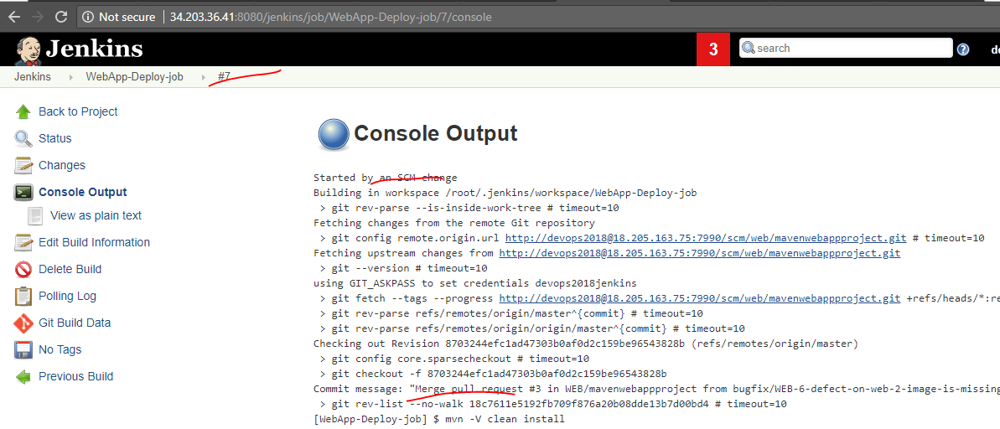 Not secure 34.203.36.41:8080/jenkins/job/WebApp-Deploy-job/7/console
Jenkins 3 search ? de
Jenkins WebApp-Deploy-job #7
Back to Project
Status
Changes
Console Output
View as plain text
Edit Build Information
Delete Build
Polling Log
Git Build Data
No Tags
Previous Build
Console Output
Started by an SCM change
Building in workspace /root/.jenkins/workspace/WebApp-Deploy-job
> git rev-parse --is-inside-work-tree # timeout=10
Fetching changes from the remote Git repository
> git config remote.origin.url http://devops2018@18.205.163.75:7990/scm/web/mavenwebappproject.git # timeout=10
Fetching upstream changes from http://devops2018@18.205.163.75:7990/scm/web/mavenwebappproject.git
> git --version # timeout=10
using GIT_ASKPASS to set credentials devops2018jenkins
> git fetch --tags --progress http://devops2018@18.205.163.75:7990/scm/web/mavenwebappproject.git +refs/heads/*:re
> git rev-parse refs/remotes/origin/master^{commit} # timeout=10
> git rev-parse refs/remotes/origin/origin/master^{commit} # timeout=10
Checking out Revision 8703244efc1ad47303b0af0d2c159be96543828b (refs/remotes/origin/master)
> git config core.sparsecheckout # timeout=10
> git checkout -f 8703244efc1ad47303b0af0d2c159be96543828b
Commit message: "Merge pull request #3 in WEB/mavenwebappproject from bugfix/WEB-6-defect-on-web-2-image-is-missing
> git rev-list --no-walk 18c7611e5192fb709f876a20b08dde13b7d00bd4 # timeout=10
[WebApp-Deploy-job] $ mvn -V clean install